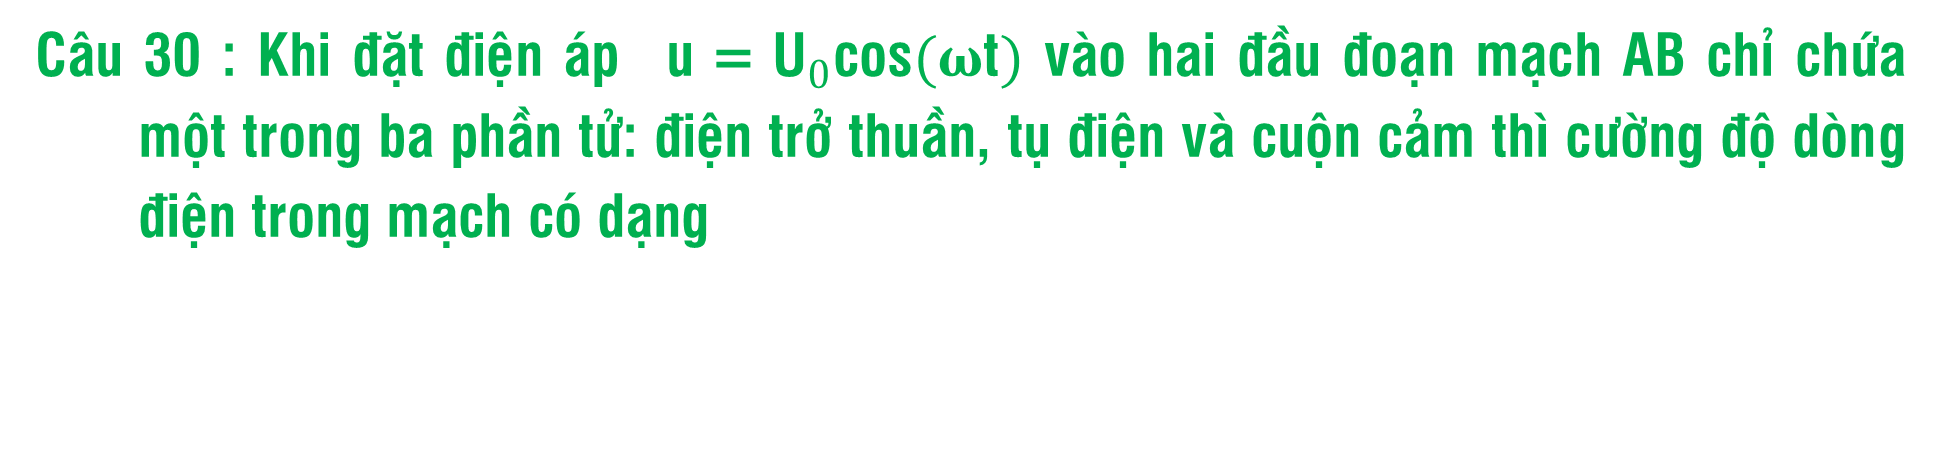 Câu 30 : Khi đặt điện áp u = U₀cos(ωt) vào hai đầu đoạn mạch AB chỉ chứa
một trong ba phần tử: điện trở thuần, tụ điện và cuộn cảm thì cường độ dòng
điện trong mạch có dạng